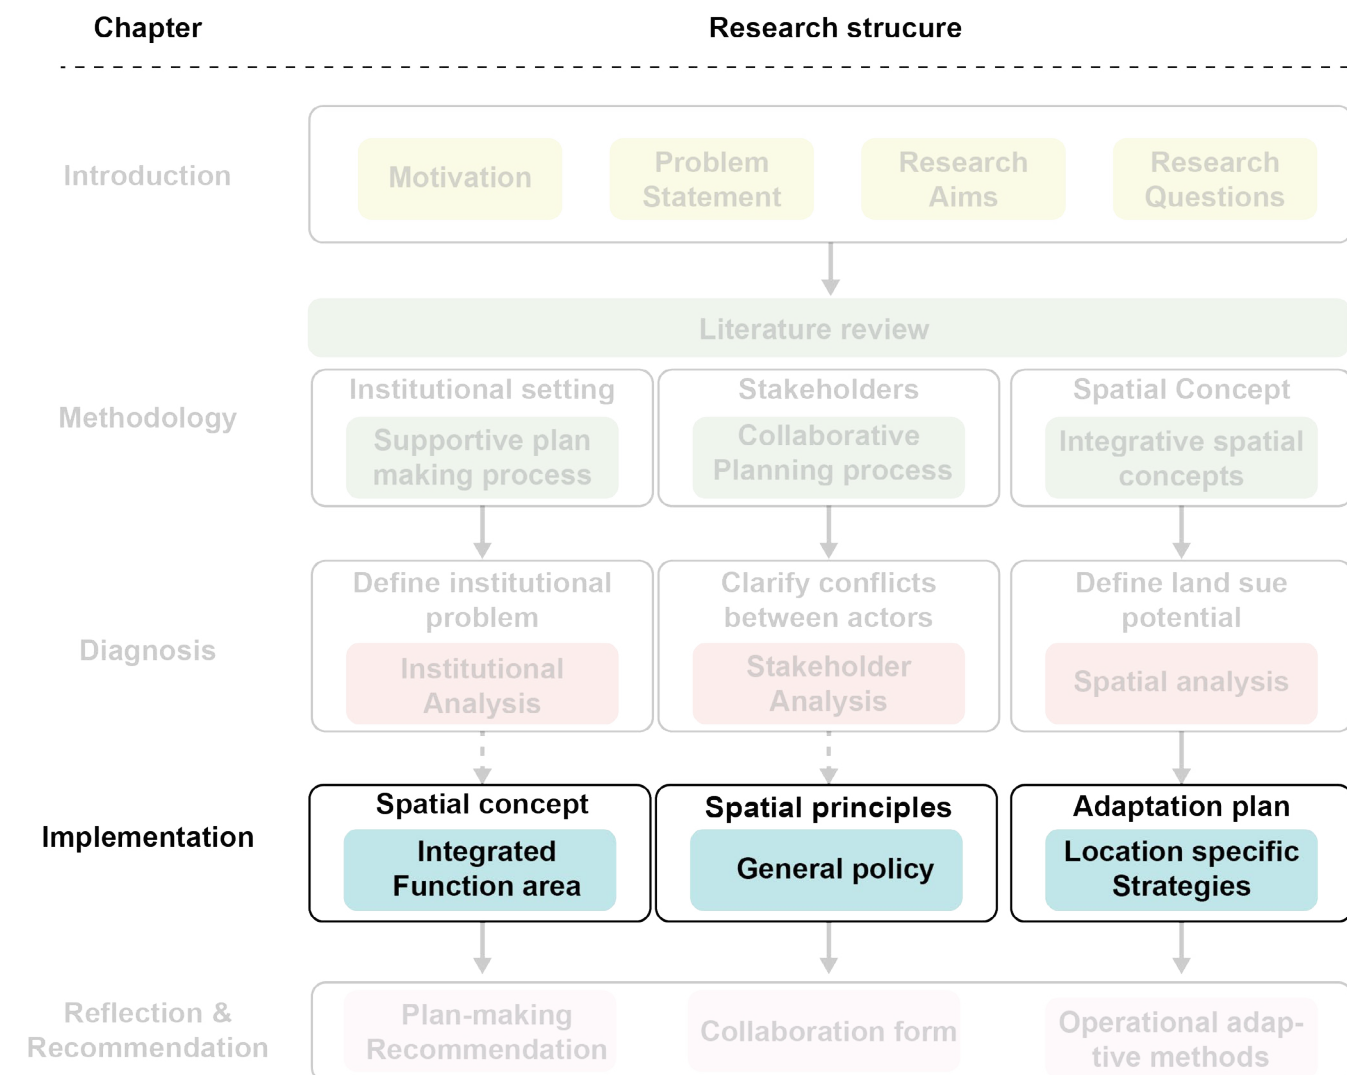 Chapter
Research strucure
Introduction
Motivation
Problem
Statement
Research
Aims
Research
Questions
Literature review
Methodology
Institutional setting
Supportive plan
making process
Stakeholders
Collaborative
Planning process
Spatial Concept
Integrative spatial
concepts
Diagnosis
Define institutional
problem
Institutional
Analysis
Clarify conflicts
between actors
Stakeholder
Analysis
Define land sue
potential
Spatial analysis
Implementation
Spatial concept
Integrated
Function area
Spatial principles
General policy
Adaptation plan
Location specific
Strategies
Reflection &
Recommendation
Plan-making
Recommendation
Collaboration form
Operational adap-
tive methods